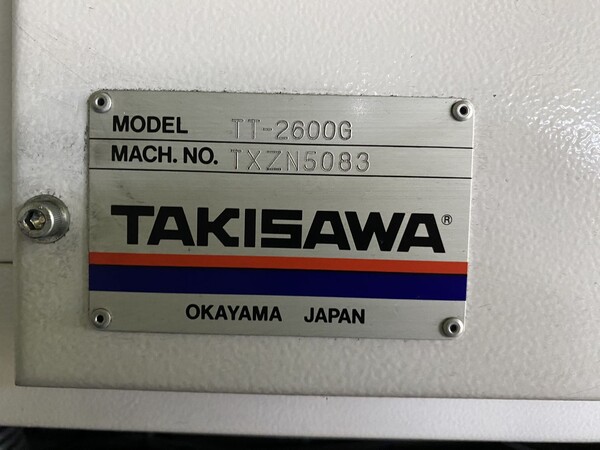 MODEL TT-2600G
MACH. NO. TXZN5083
TAKISAWA®
OKAYAMA JAPAN